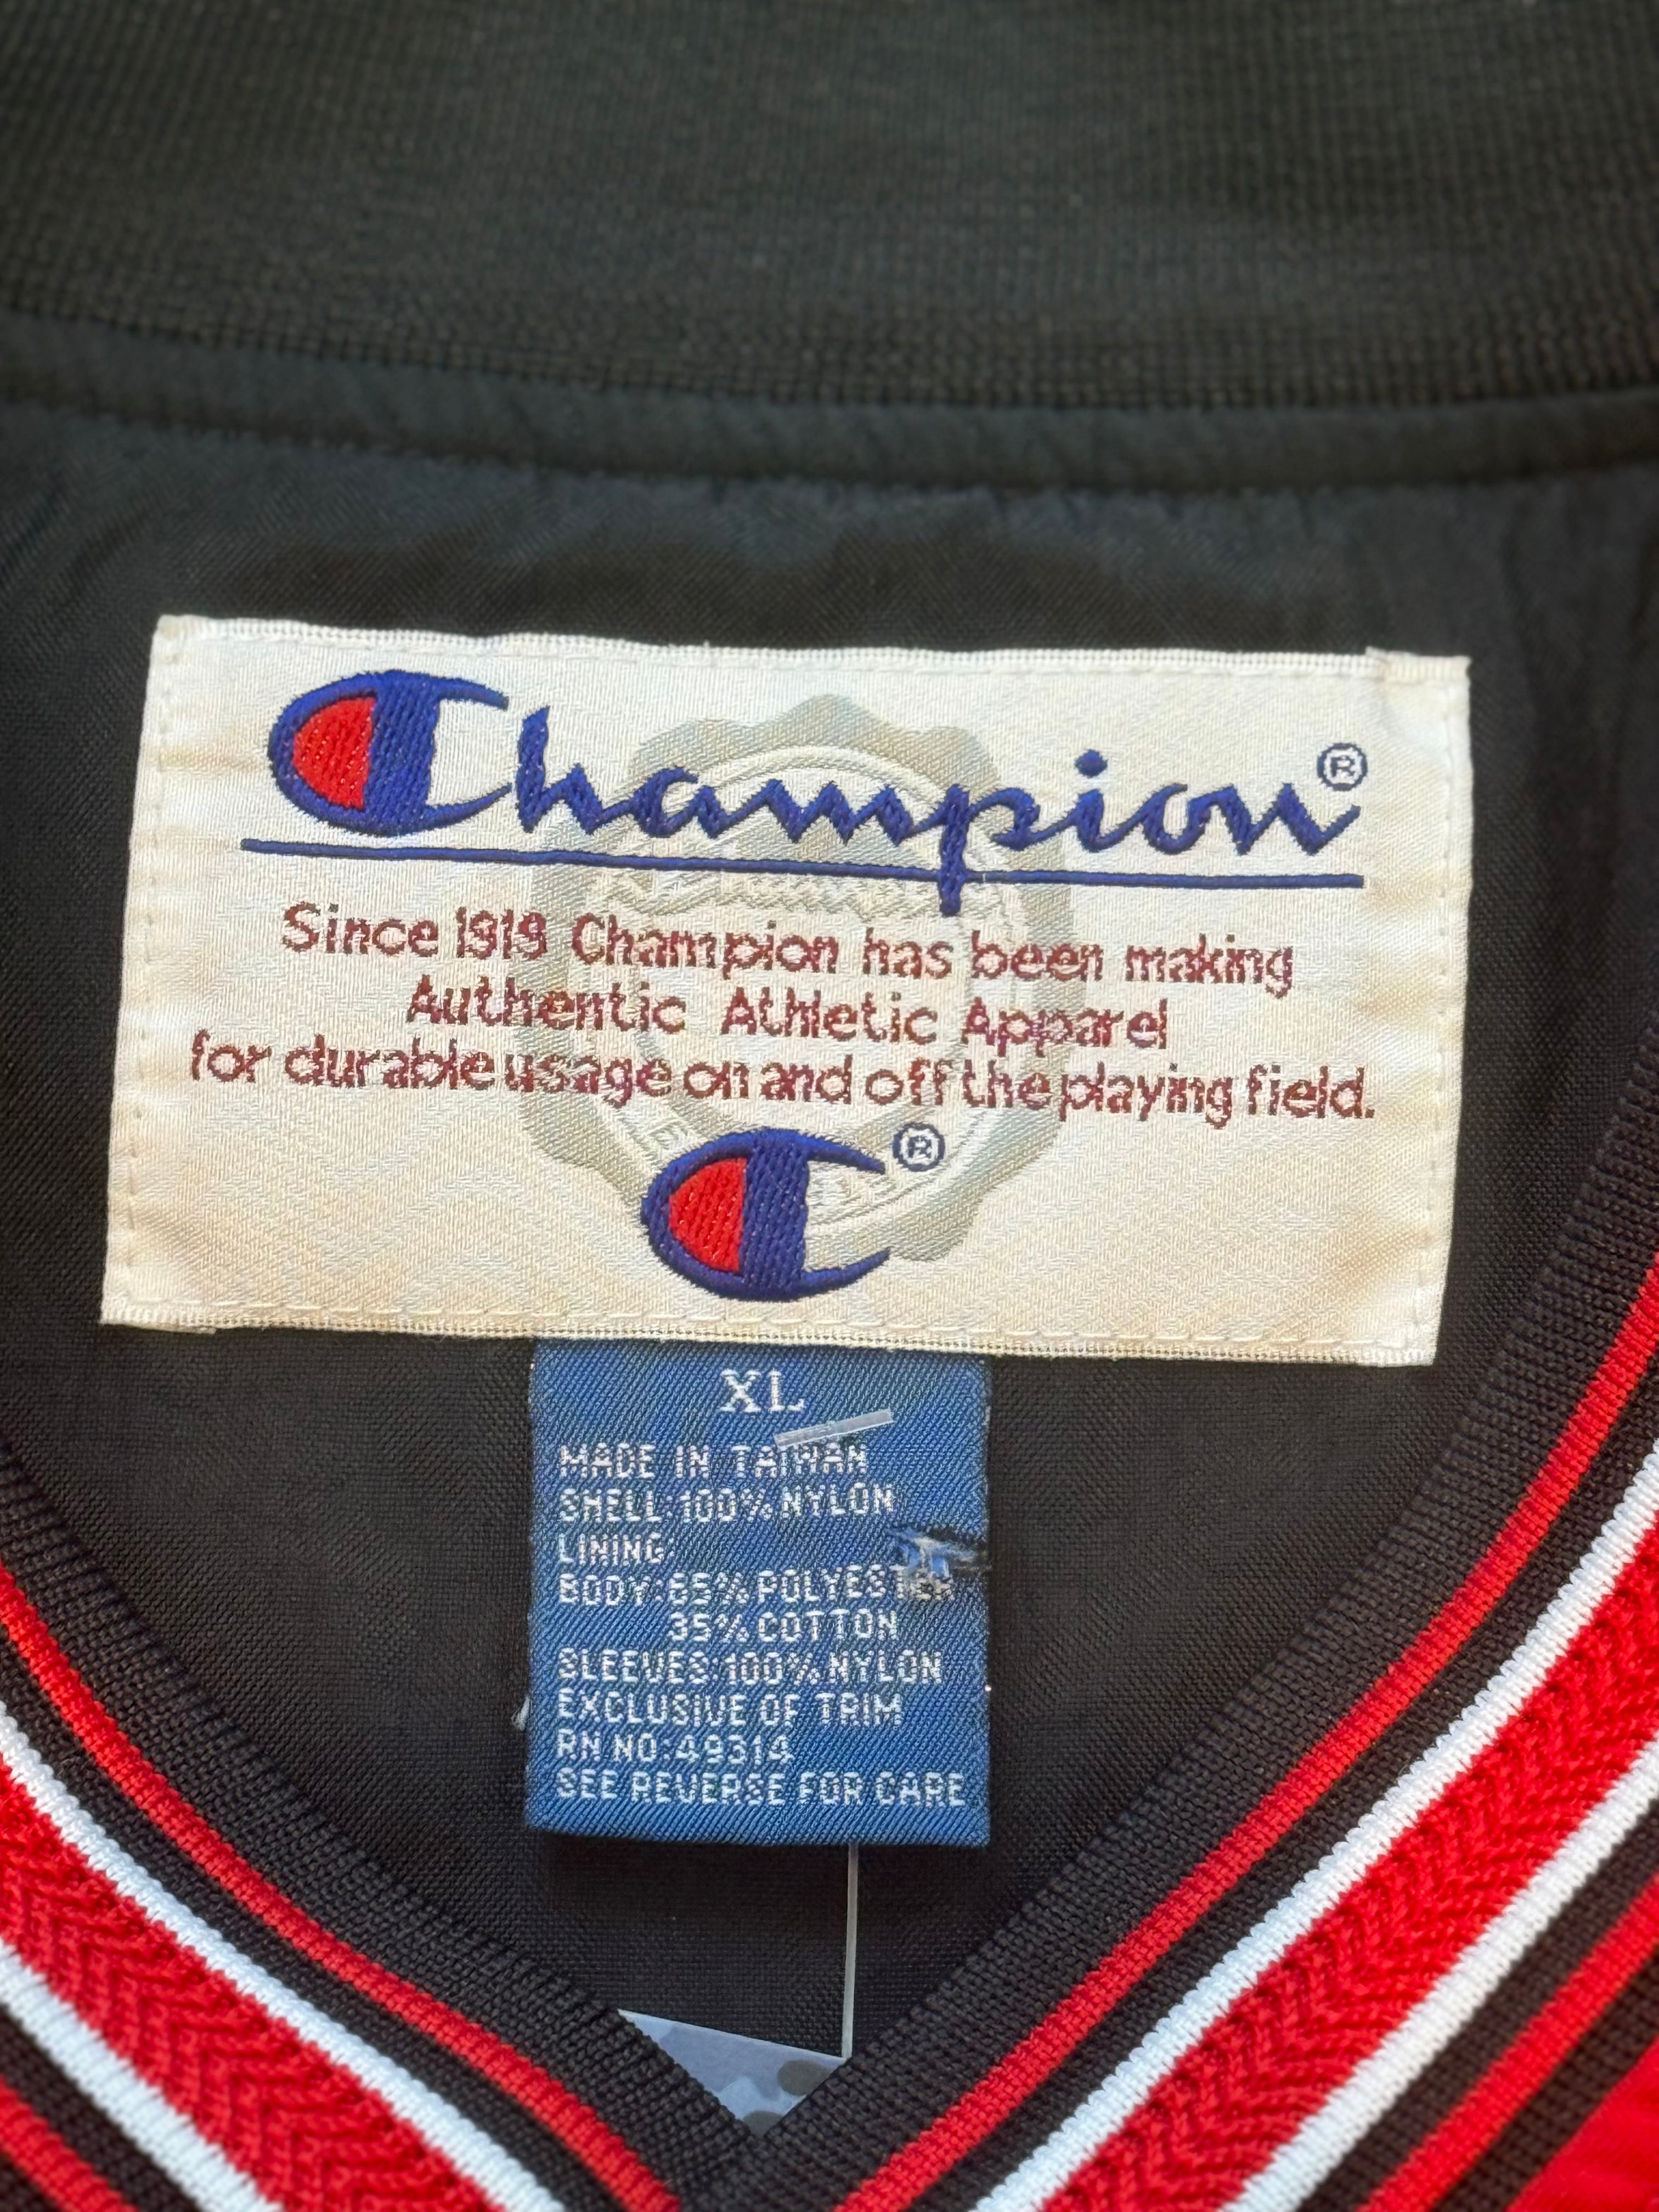 Champion®
Since 1919 Champion has been making
Authentic Athletic Apparel
for durable usage on and off the playing field.
®
XL
MADE IN TAIWAN
SHELL:100% NYLON
LINING:
BODY:65% POLYESTER
35% COTTON
SLEEVES:100% NYLON
EXCLUSIVE OF TRIM
RN NO:49314
SEE REVERSE FOR CARE